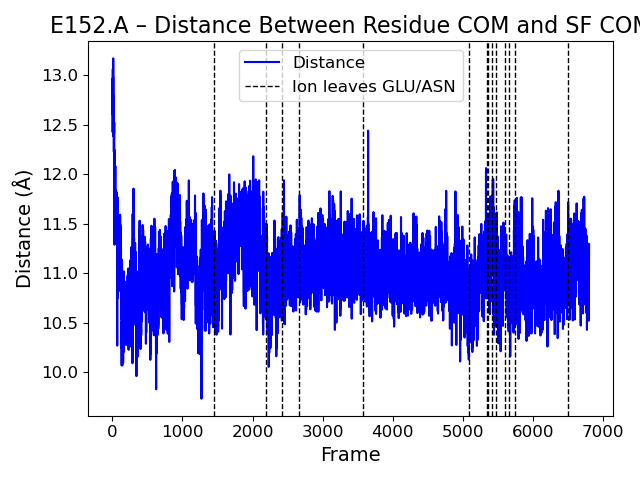 E152.A – Distance Between Residue COM and SF COM
Distance
Ion leaves GLU/ASN
13.0
12.5
12.0
11.5
11.0
10.5
10.0
Distance (Å)
0 1000 2000 3000 4000 5000 6000 7000
Frame